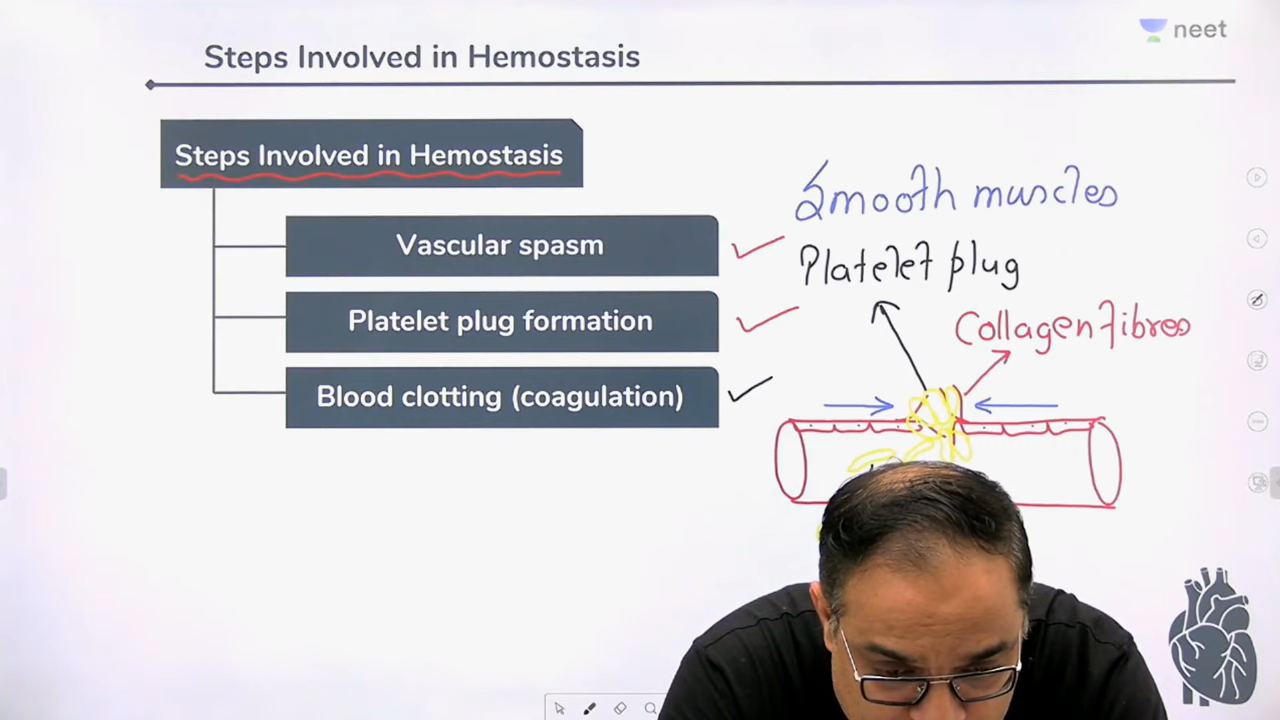 neet
Steps Involved in Hemostasis
Steps Involved in Hemostasis
Vascular spasm
Platelet plug formation
Blood clotting (coagulation)
Smooth muscles
Platelet plug
Collagen fibres